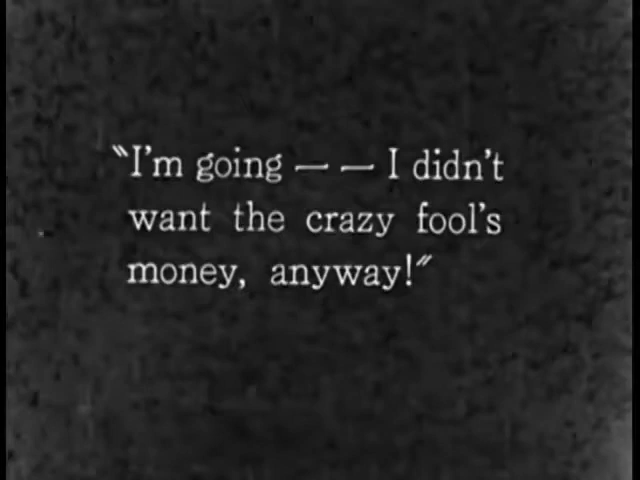 "I'm going — — I didn't
want the crazy fool's
money, anyway!"